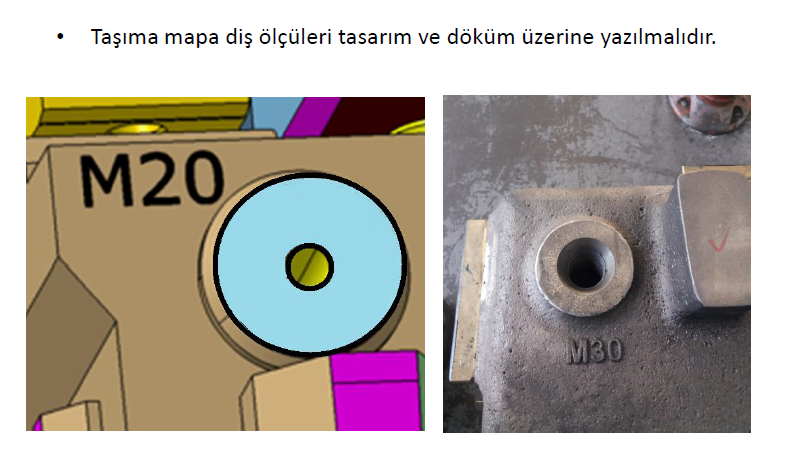 • Taşıma mapa diş ölçüleri tasarım ve döküm üzerine yazılmalıdır.
M20
M30